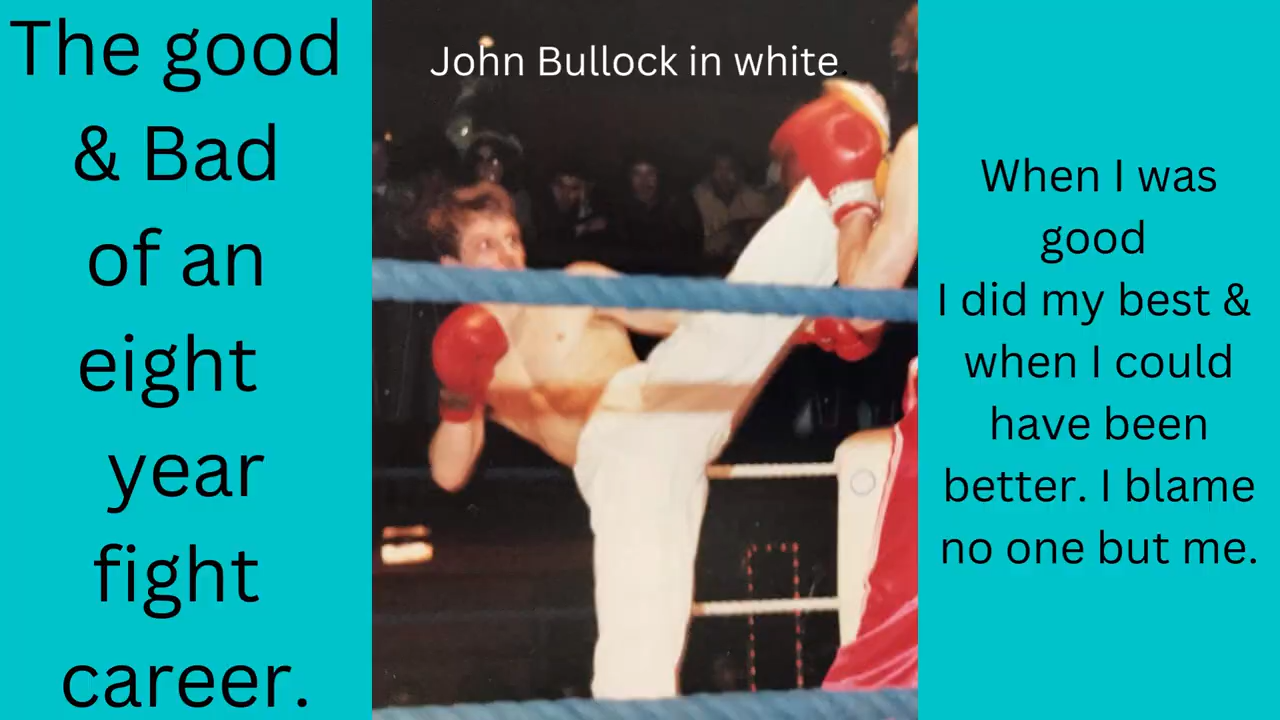 The good
& Bad
of an
eight
year
fight
career.
John Bullock in white.
When I was
good
I did my best &
when I could
have been
better. I blame
no one but me.